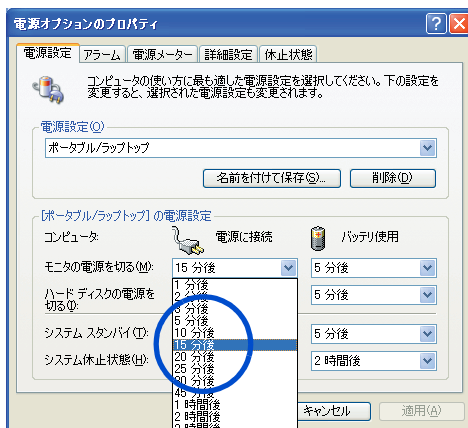 電源オプションのプロパティ
電源設定 アラーム 電源メーター 詳細設定 休止状態
コンピュータの使い方に最も適した電源設定を選択してください。下の設定を
変更すると、選択された電源設定も変更されます。
電源設定(O)
ポータブル/ラップトップ
名前を付けて保存(S)... 削除(D)
[ポータブル/ラップトップ] の電源設定
コンピュータ: 電源に接続 バッテリ使用
モニタの電源を切る(M): 15 分後 5 分後
1 分後
2 分後
ハード ディスクの電源を
切る(I): 5 分後
3 分後
5 分後
システム スタンバイ(T): 10 分後 5 分後
15 分後
システム休止状態(H): 20 分後 2 時間後
25 分後
30 分後
45 分後
1 時間後
キャンセル 適用(A)
2 時間後